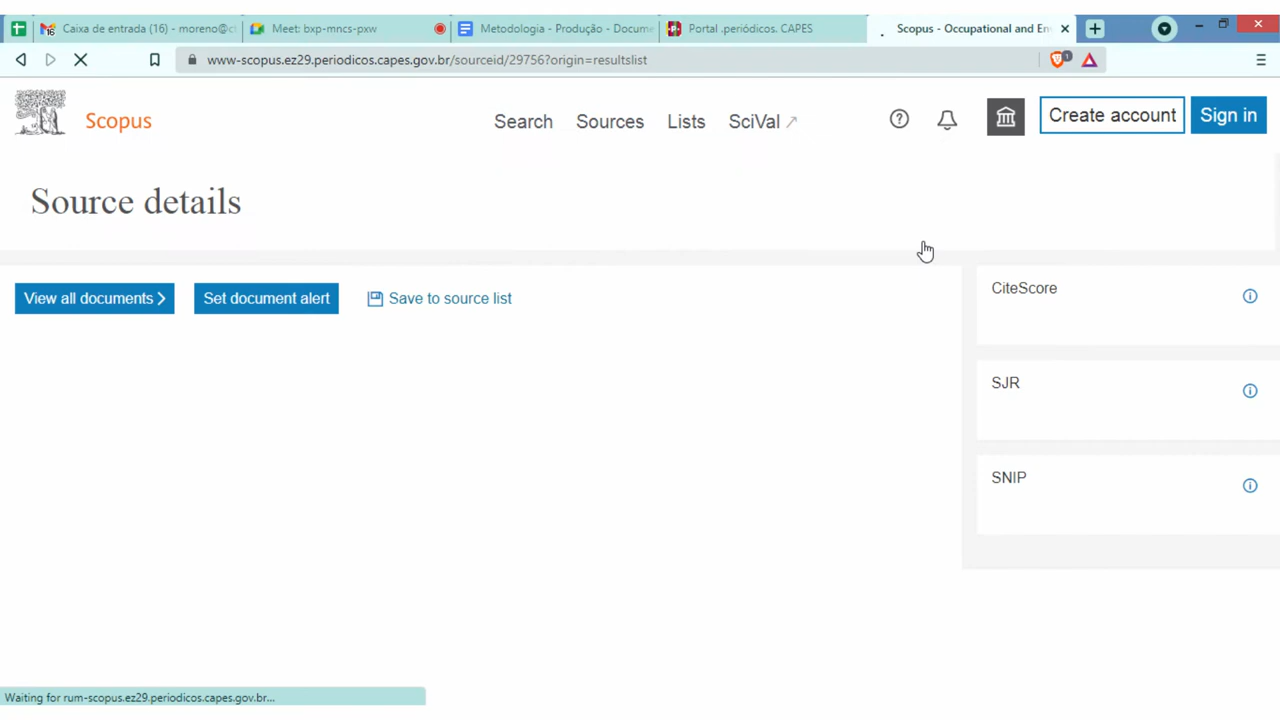 Caixa de entrada (16) - moreno@c
Meet: bxp-mncs-pxw
Metodologia - Produção - Docume
Portal .periódicos. CAPES
Scopus - Occupational and En
www-scopus.ez29.periodicos.capes.gov.br/sourceid/29756?origin=resultslist
1
Scopus
Search
Sources
Lists
SciVal
Create account
Sign in
Source details
View all documents
Set document alert
Save to source list
CiteScore
SJR
SNIP
Waiting for rum-scopus.ez29.periodicos.capes.gov.br...